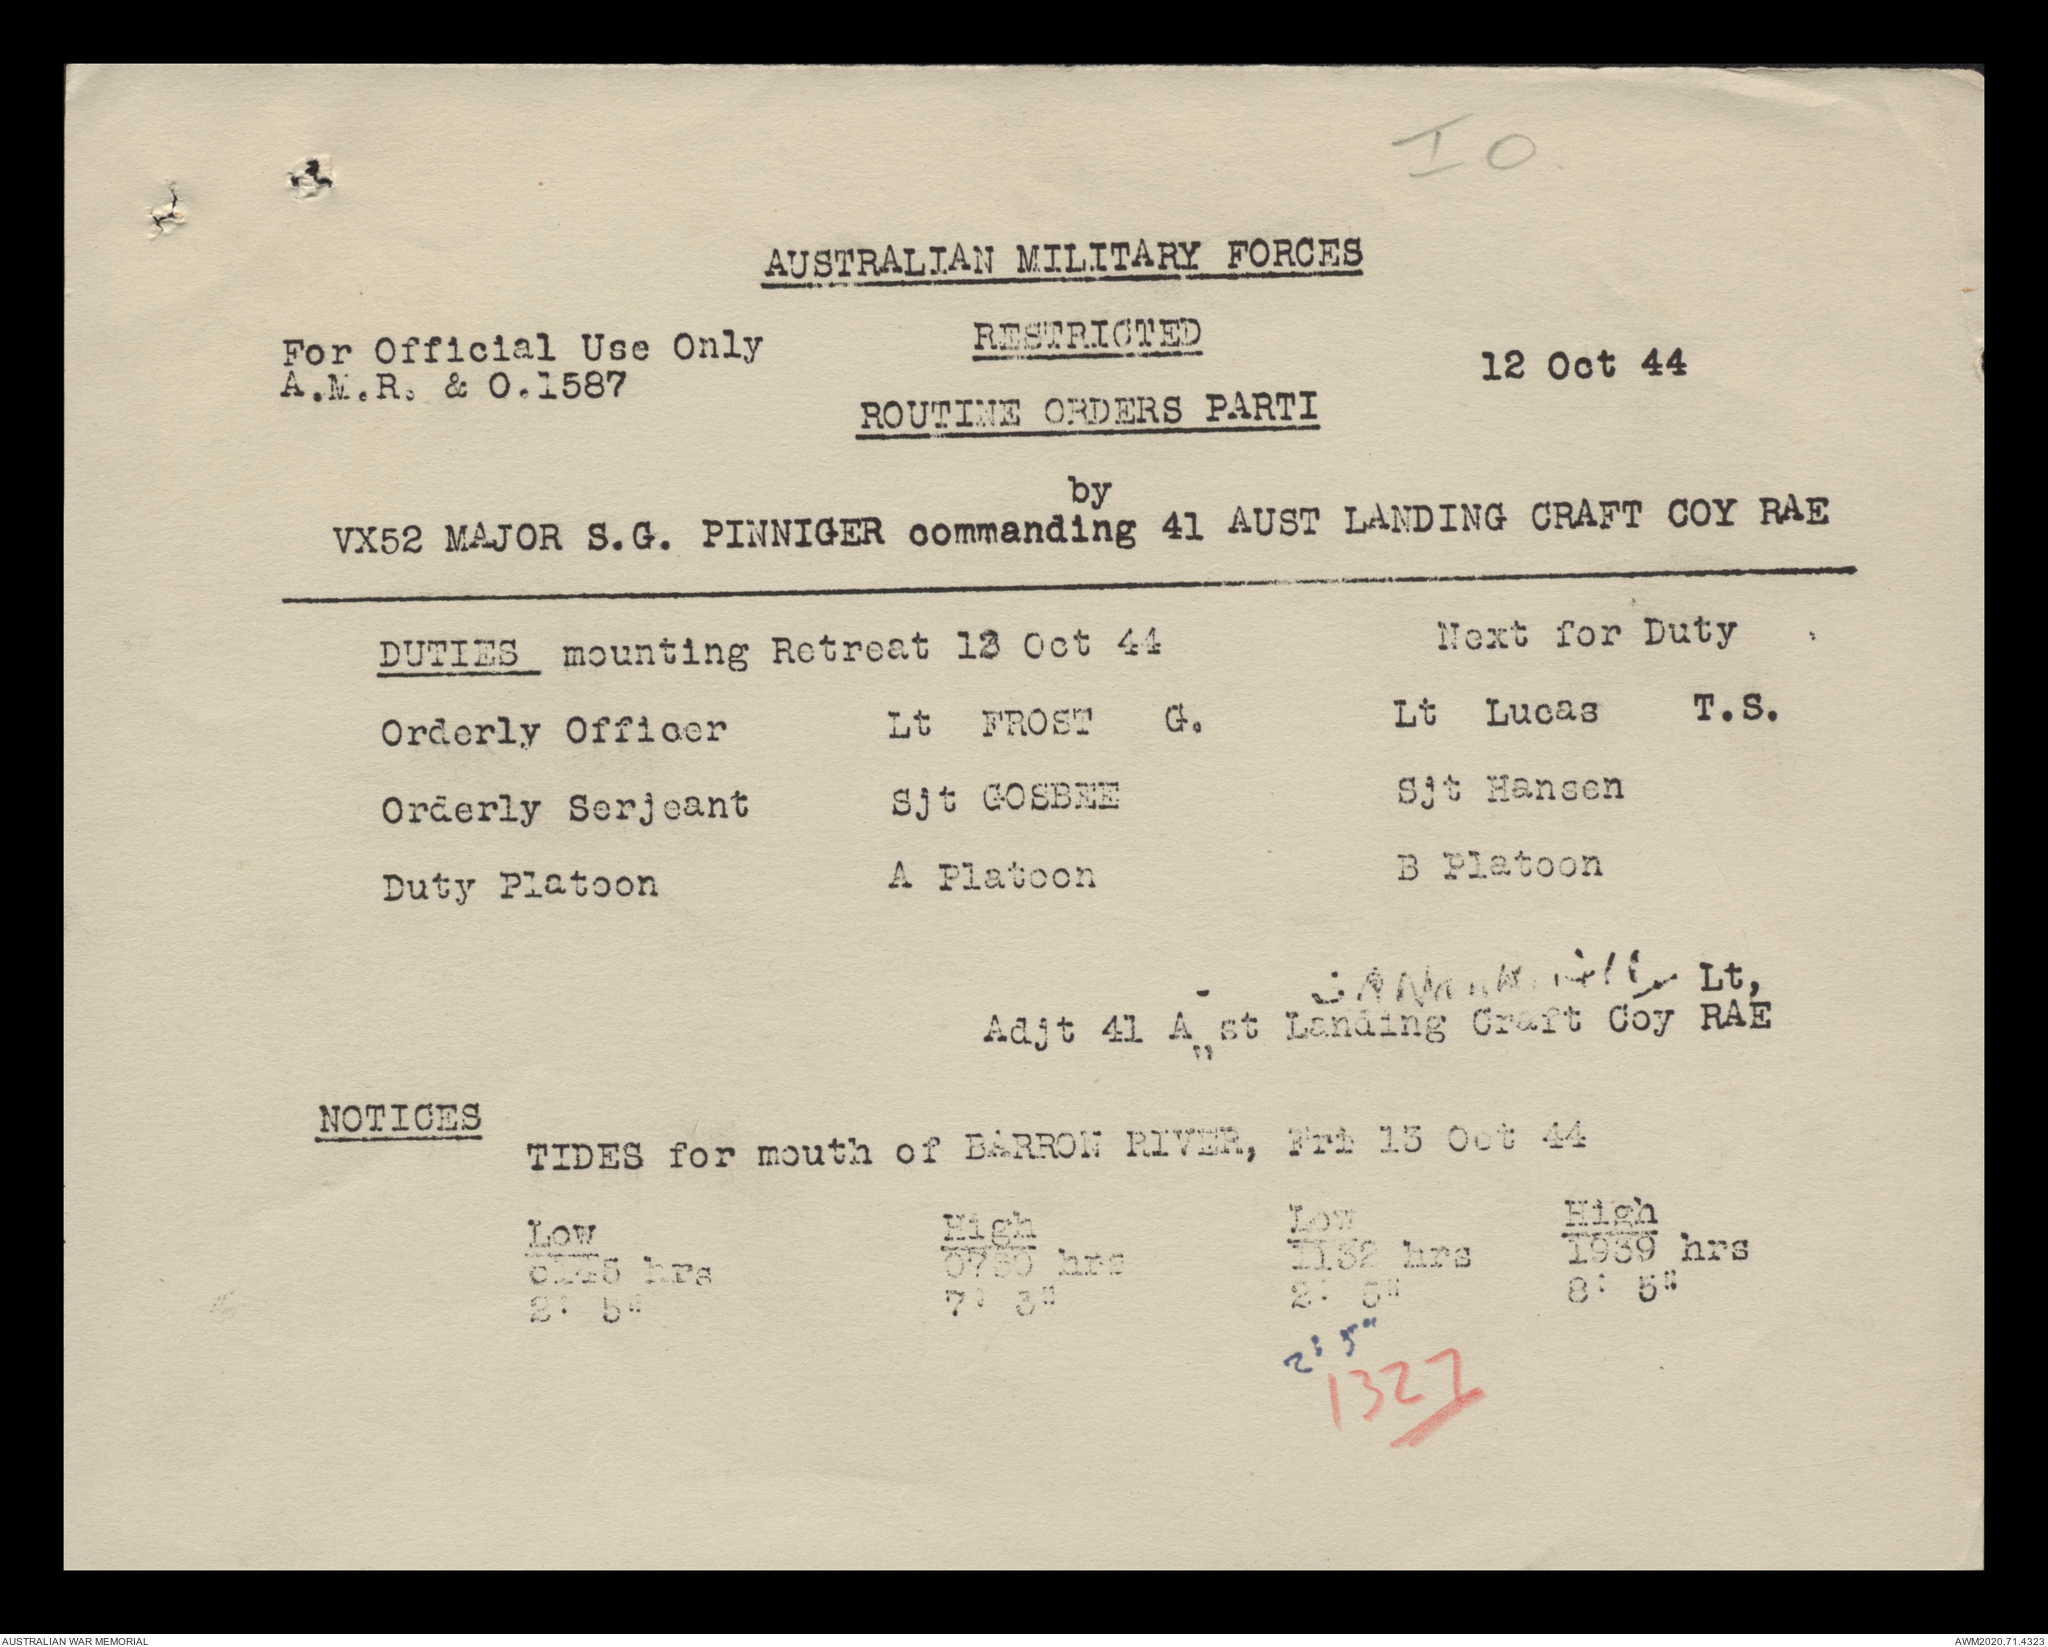 I O
AUSTRALIAN MILITARY FORCES
For Official Use Only RESTRICTED
A.M.R. & O.1587 12 Oct 44
ROUTINE ORDERS PARTI
by
VX52 MAJOR S.G. PINNIGER commanding 41 AUST LANDING CRAFT COY RAE
DUTIES mounting Retreat 13 Oct 44 Next for Duty
Orderly Officer Lt FROST G. Lt Lucas T.S.
Orderly Serjeant Sjt GOSBEE Sjt Hansen
Duty Platoon A Platoon B Platoon
Lt,
Adjt 41 A,,st Landing Craft Coy RAE
NOTICES
TIDES for mouth of BARRON RIVER, Fri 13 Oct 44
Low High Low High
hrs hrs 1132 hrs 1939 hrs
2' 5" 7' 3" 2' 5" 8' 5"
2' 5"
1327
AUSTRALIAN WAR MEMORIAL AWM2020.71.4323